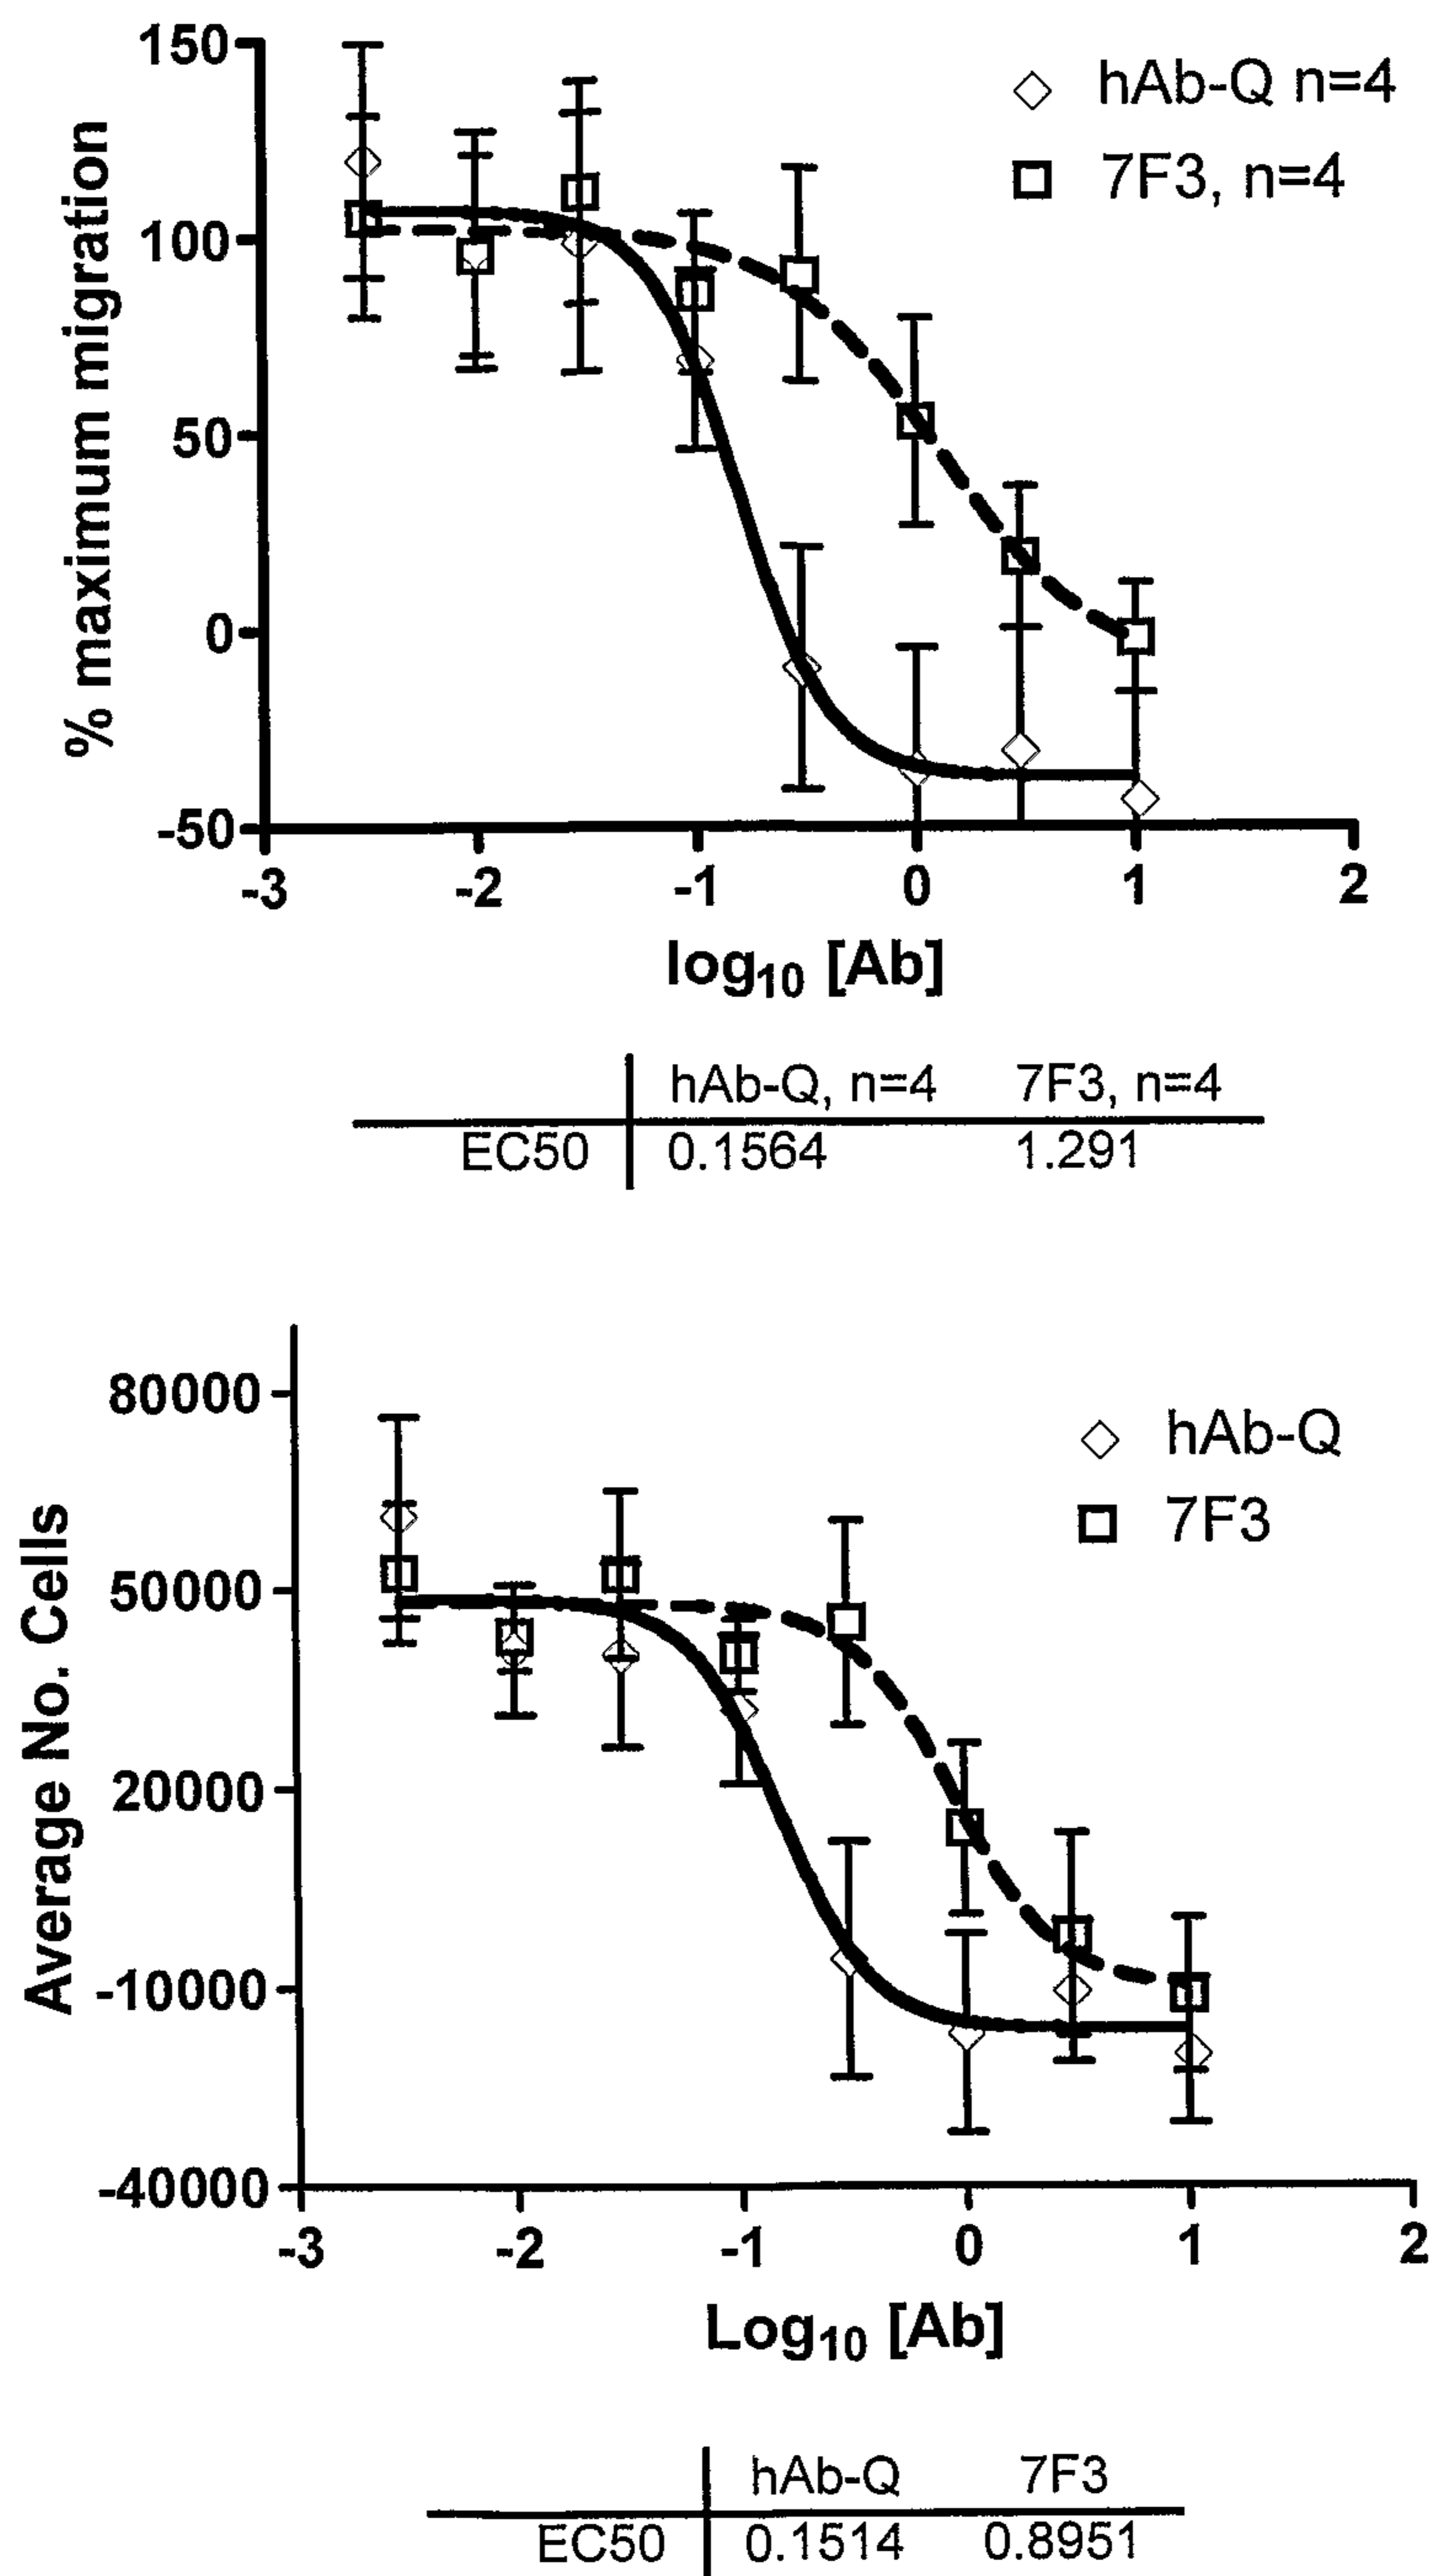 150
100
50
0
-50
% maximum migration
hAb-Q n=4
7F3, n=4
-3 -2 -1 0 1 2
log10 [Ab]
hAb-Q, n=4 7F3, n=4
EC50 0.1564 1.291
80000
50000
20000
-10000
-40000
Average No. Cells
hAb-Q
7F3
-3 -2 -1 0 1 2
Log10 [Ab]
hAb-Q 7F3
EC50 0.1514 0.8951